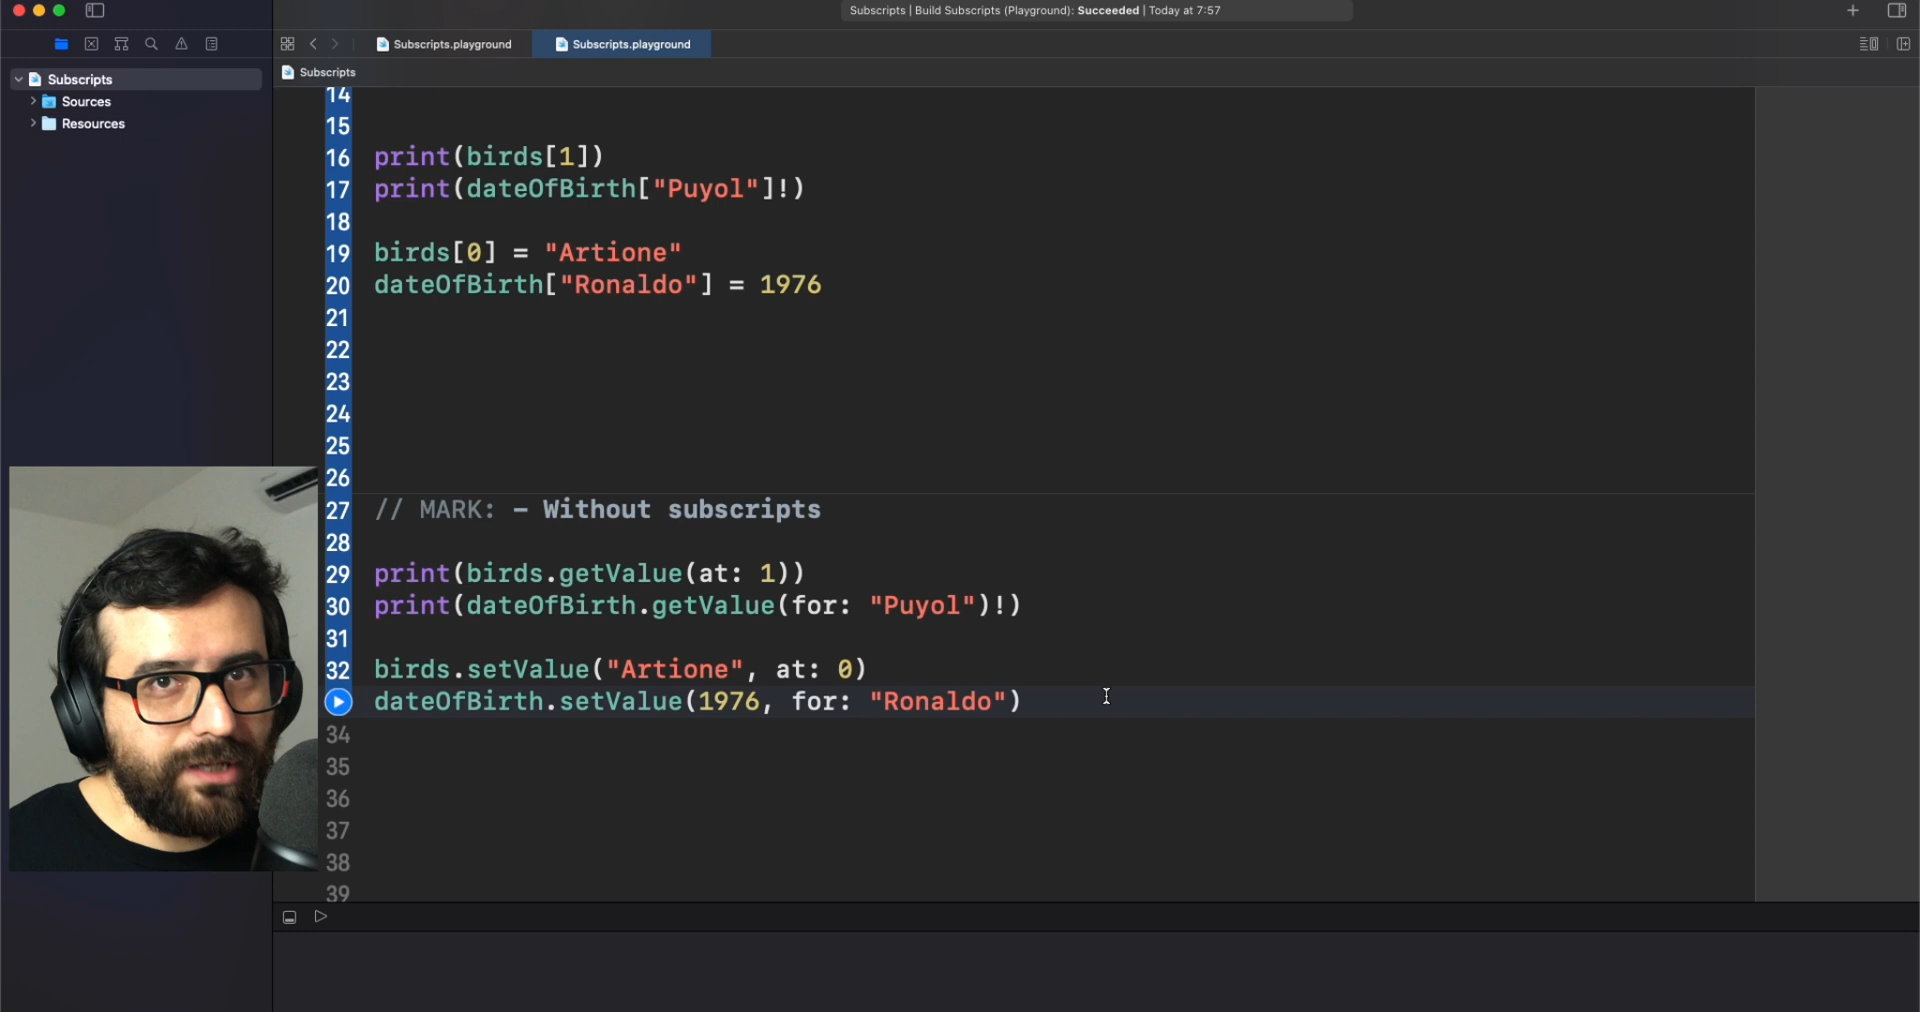 Subscripts | Build Subscripts (Playground): Succeeded | Today at 7:57
Subscripts.playground
Subscripts.playground
Subscripts
Sources
Resources
Subscripts
14
15
16 print(birds[1])
17 print(dateOfBirth["Puyol"]!)
18
19 birds[0] = "Artione"
20 dateOfBirth["Ronaldo"] = 1976
21
22
23
24
25
26
27 // MARK: - Without subscripts
28
29 print(birds.getValue(at: 1))
30 print(dateOfBirth.getValue(for: "Puyol")!)
31
32 birds.setValue("Artione", at: 0)
dateOfBirth.setValue(1976, for: "Ronaldo")
34
35
36
37
38
39